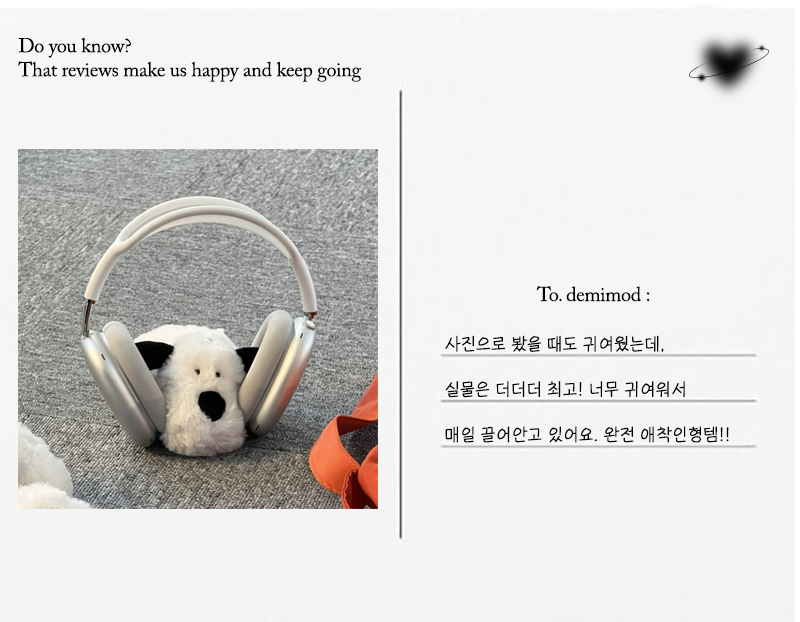 Do you know?
That reviews make us happy and keep going
To. demimod :
사진으로 봤을 때도 귀여웠는데,
실물은 더더더 최고! 너무 귀여워서
매일 끌어안고 있어요. 완전 애착인형템!!